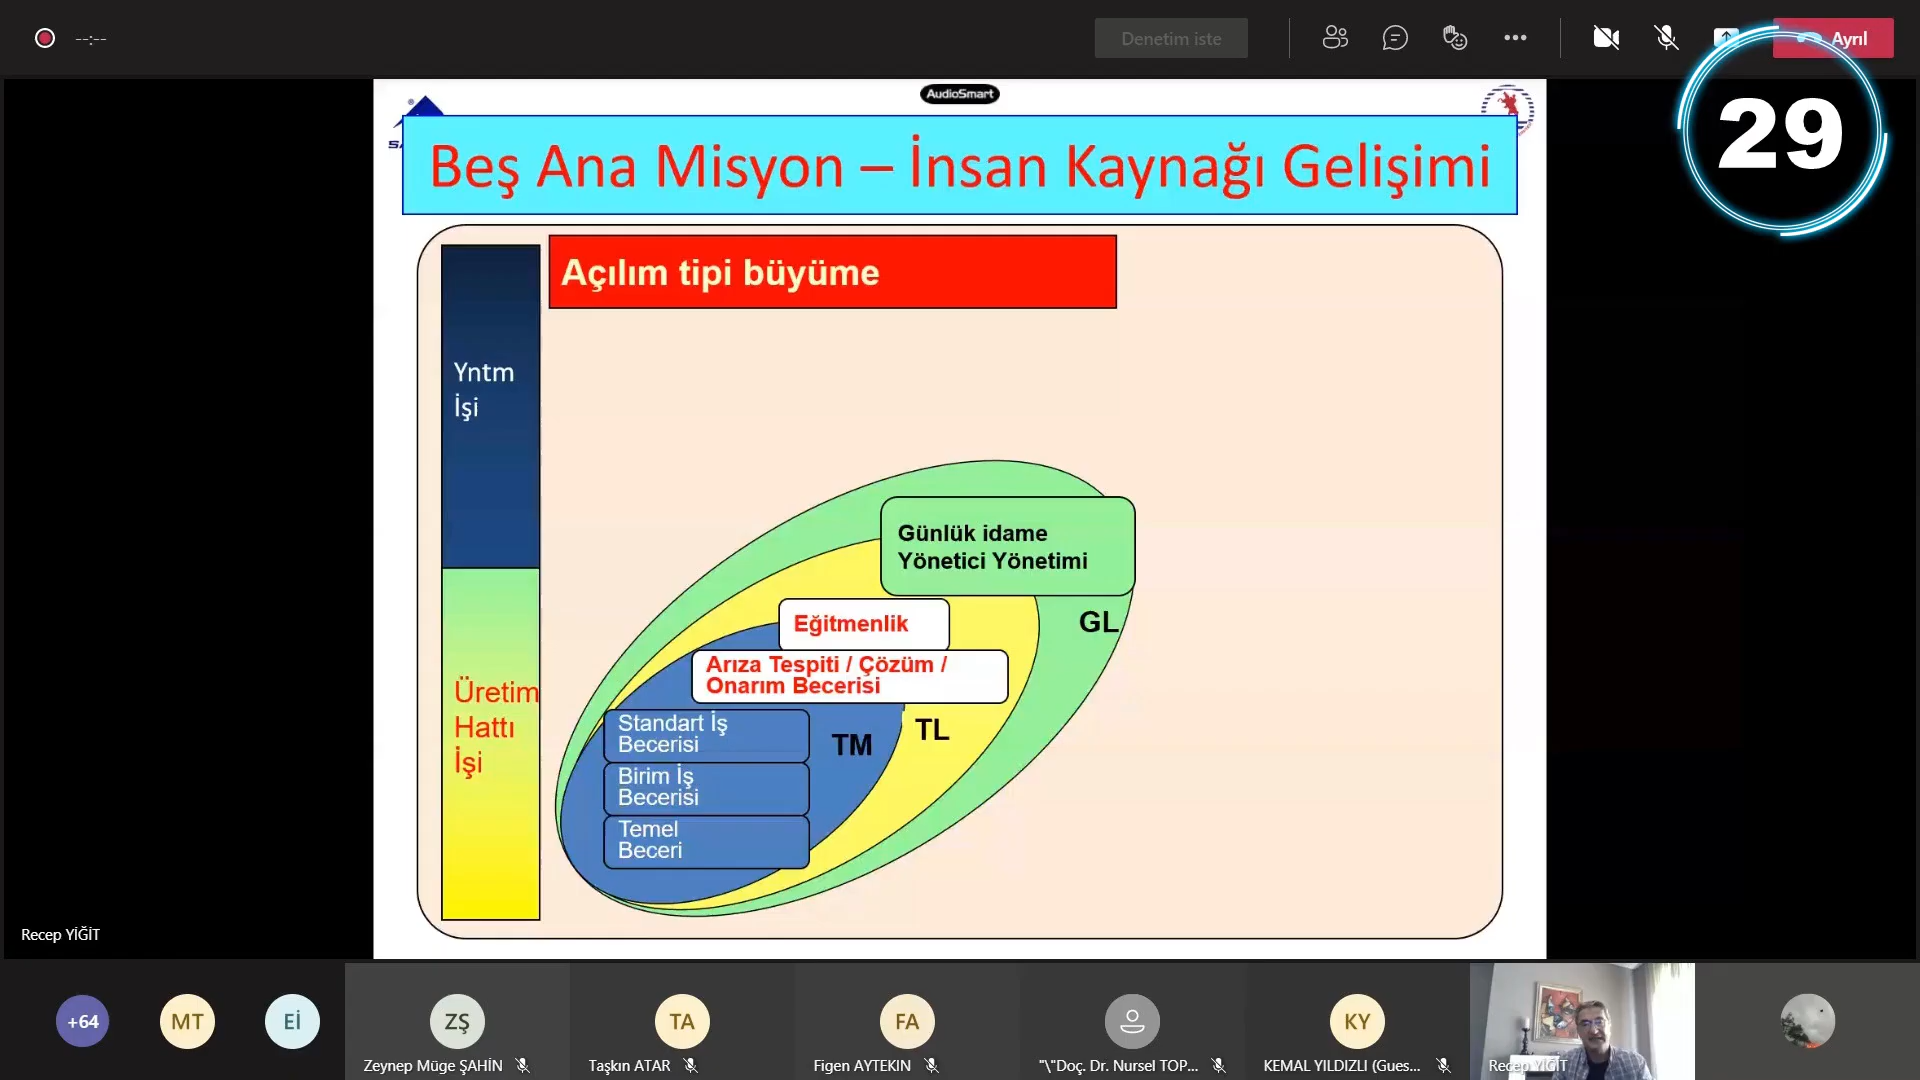 --:--
Denetim iste
Ayrıl
29
AudioSmart
Beş Ana Misyon – İnsan Kaynağı Gelişimi
Açılım tipi büyüme
Yntm
İşi
Günlük idame
Yönetici Yönetimi
GL
Eğitmenlik
Arıza Tespiti / Çözüm /
Onarım Becerisi
Üretim
Hattı
İşi
Standart İş
Becerisi
TM
TL
Birim İş
Becerisi
Temel
Beceri
Recep YİĞİT
+64
MT
Eİ
ZŞ
TA
FA
KY
Zeynep Müge ŞAHİN
Taşkın ATAR
Figen AYTEKIN
"\"Doç. Dr. Nursel TOP...
KEMAL YILDIZLI (Gues...
Recep YİĞİT